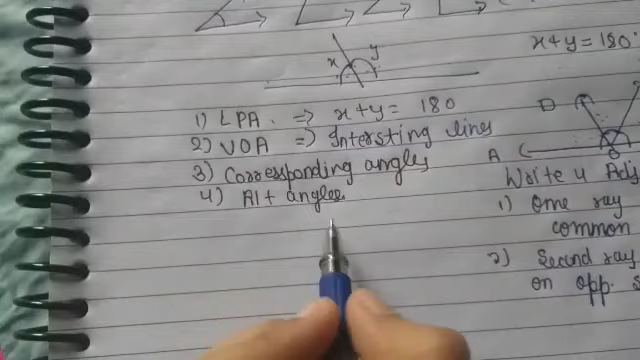 x y
x+y=180°
1) LPA. => x+y= 180
2) VOA => Intersting lines
3) Corresponding angles
4) Alt angles
D
A O
Write 4 Adj
1) One ray
common
2) Second ray
on opp. s